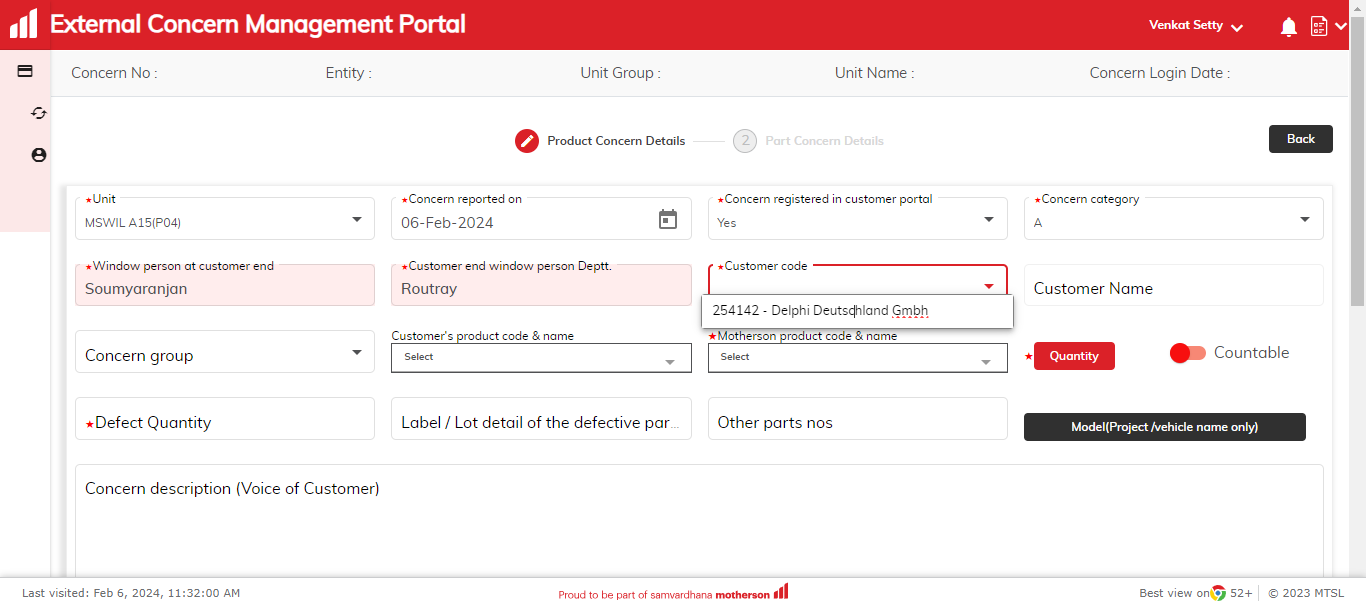 External Concern Management Portal
Venkat Setty
Concern No :
Entity :
Unit Group :
Unit Name :
Concern Login Date :
Product Concern Details
2
Part Concern Details
Back
★Unit
MSWIL A15(P04)
★Concern reported on
06-Feb-2024
★Concern registered in customer portal
Yes
★Concern category
A
★Window person at customer end
Soumyaranjan
★Customer end window person Deptt.
Routray
★Customer code
254142 - Delphi Deutschland Gmbh
Customer Name
Concern group
Customer's product code & name
Select
★Motherson product code & name
Select
★ Quantity
Countable
★Defect Quantity
Label / Lot detail of the defective par...
Other parts nos
Model(Project /vehicle name only)
Concern description (Voice of Customer)
Last visited: Feb 6, 2024, 11:32:00 AM
Proud to be part of samvardhana motherson
Best view on 52+
© 2023 MTSL